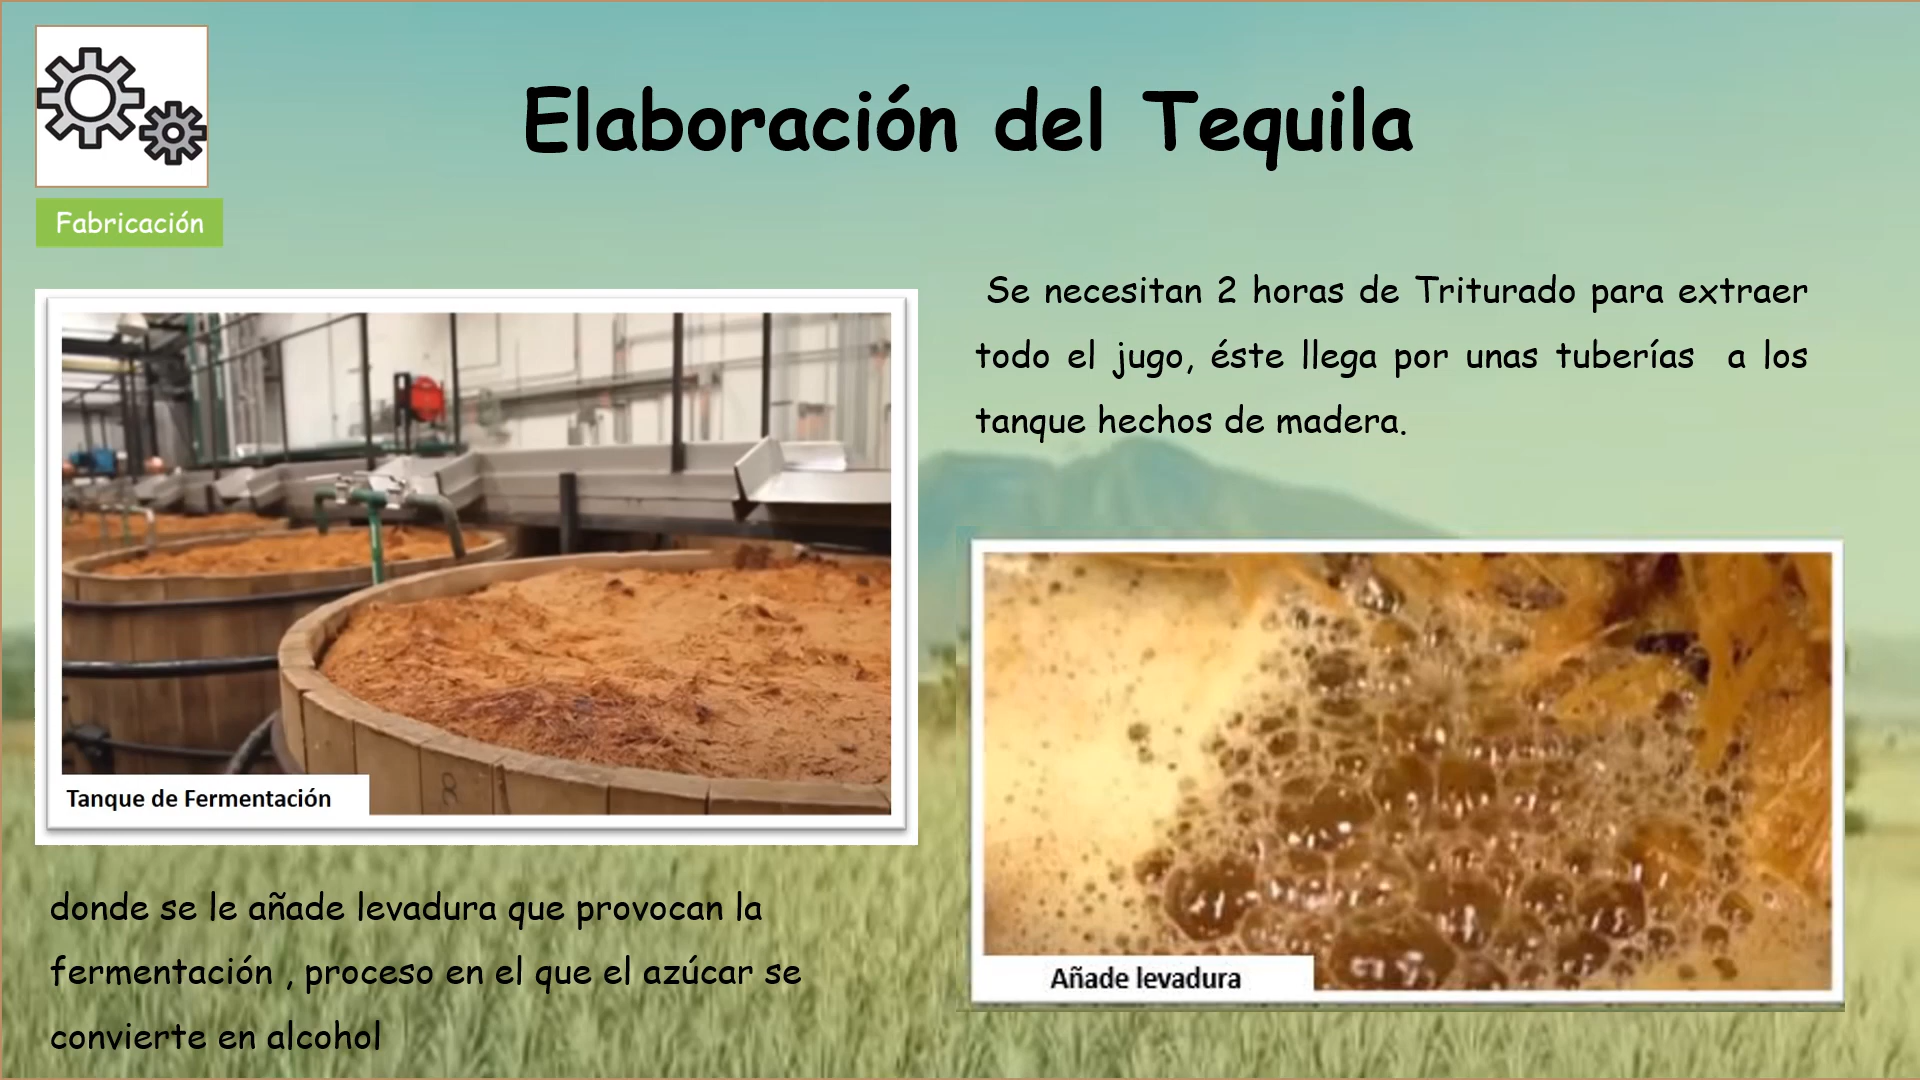 Elaboración del Tequila
Fabricación
Se necesitan 2 horas de Triturado para extraer
todo el jugo, éste llega por unas tuberías a los
tanque hechos de madera.
Tanque de Fermentación
8
donde se le añade levadura que provocan la
fermentación , proceso en el que el azúcar se
convierte en alcohol
Añade levadura